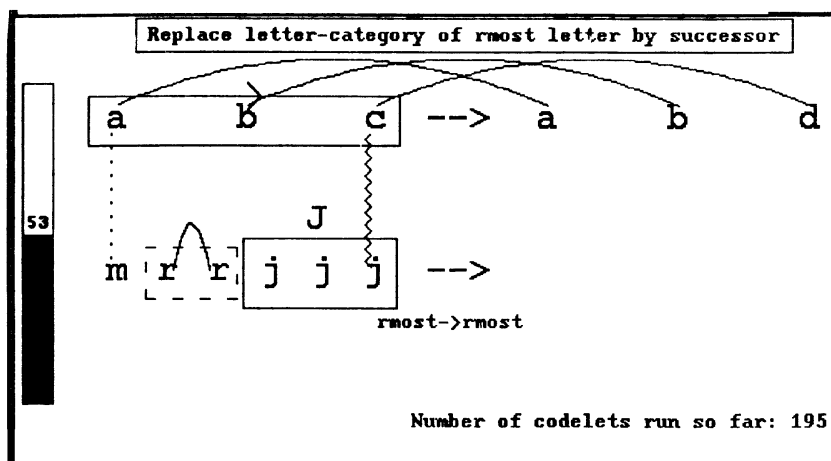 Replace letter-category of rmost letter by successor
a b c --> a b d
53
J
m r r j j j -->
rmost->rmost
Number of codelets run so far: 195